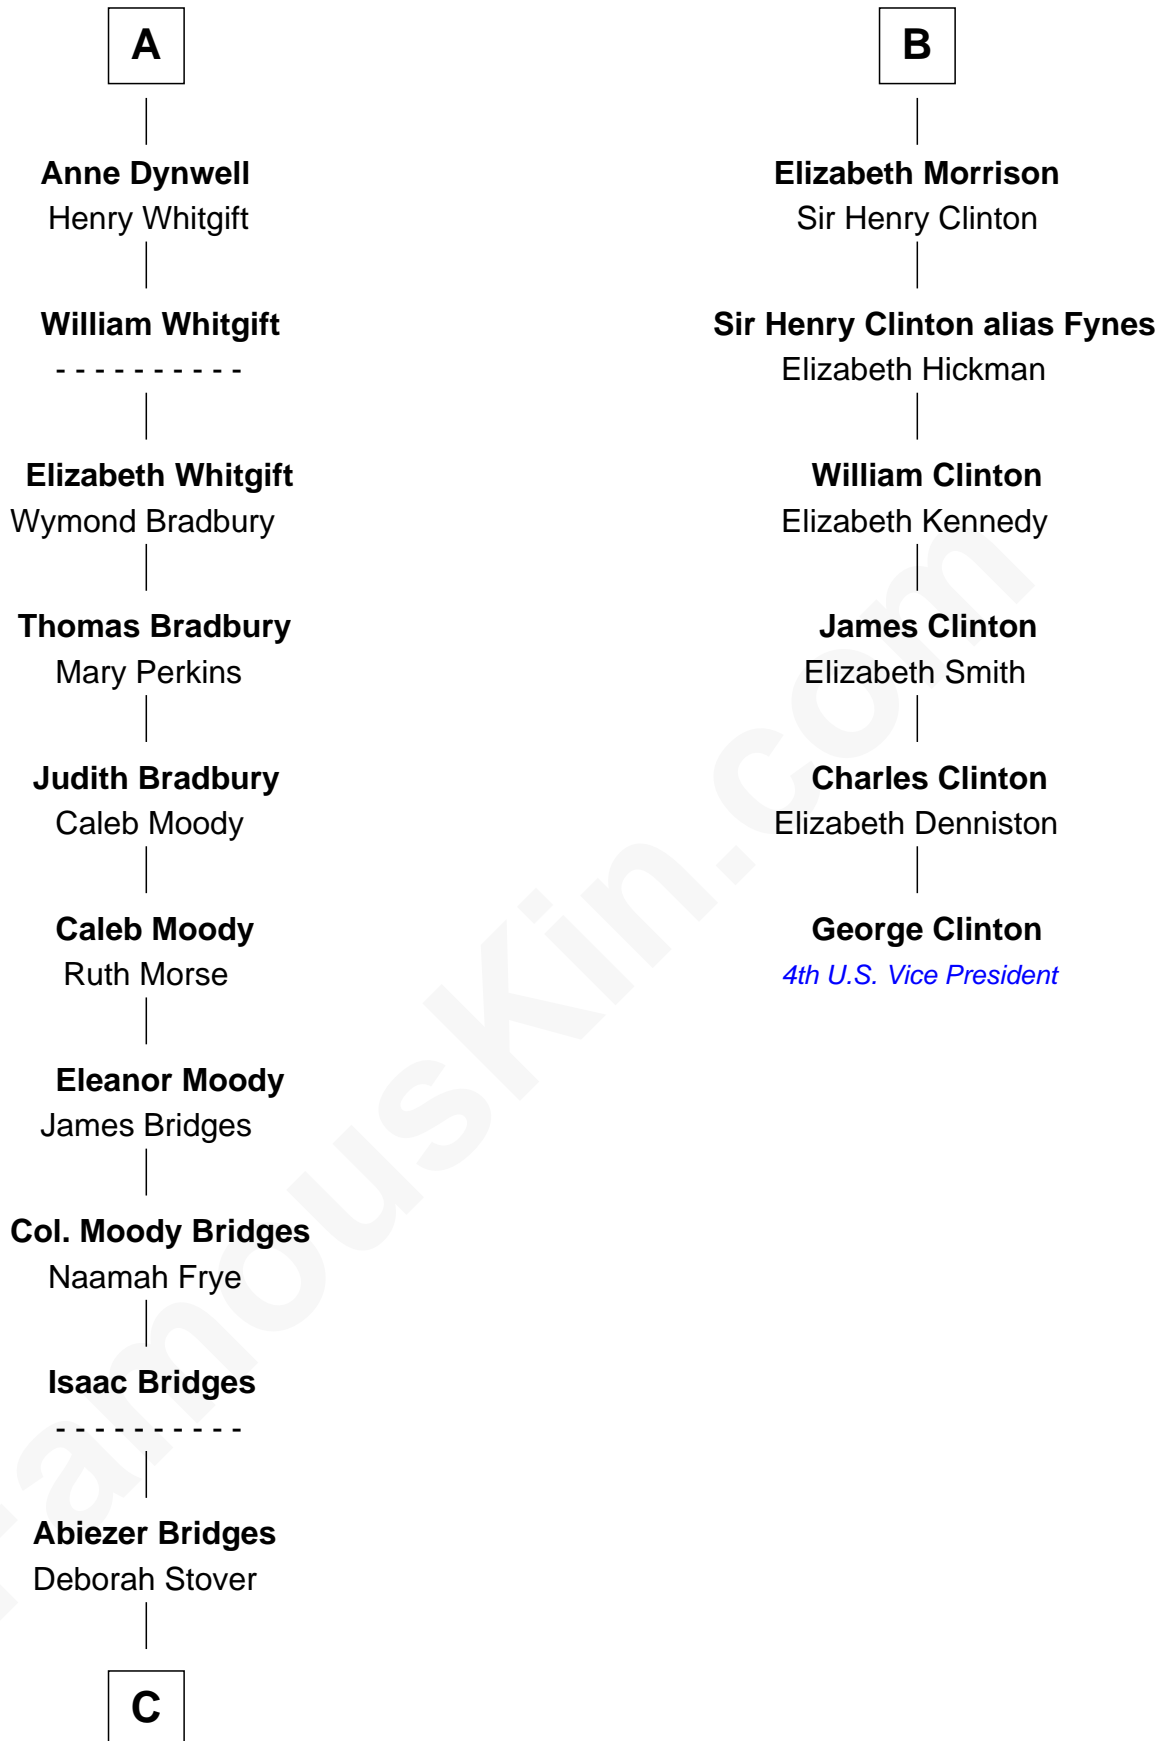 A
Anne Dynwell
Henry Whitgift
William Whitgift
- - - - - - - - - -
Elizabeth Whitgift
Wymond Bradbury
Thomas Bradbury
Mary Perkins
Judith Bradbury
Caleb Moody
Caleb Moody
Ruth Morse
Eleanor Moody
James Bridges
Col. Moody Bridges
Naamah Frye
Isaac Bridges
- - - - - - - - - -
Abiezer Bridges
Deborah Stover
C
B
Elizabeth Morrison
Sir Henry Clinton
Sir Henry Clinton alias Fynes
Elizabeth Hickman
William Clinton
Elizabeth Kennedy
James Clinton
Elizabeth Smith
Charles Clinton
Elizabeth Denniston
George Clinton
4th U.S. Vice President
FamousKin.com